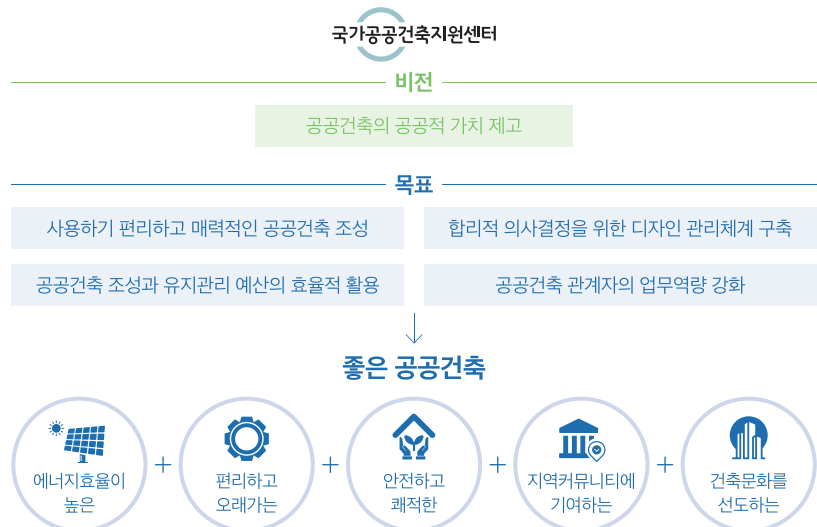 국가공공건축지원센터
비전
공공건축의 공공적 가치 제고
목표
사용하기 편리하고 매력적인 공공건축 조성
합리적 의사결정을 위한 디자인 관리체계 구축
공공건축 조성과 유지관리 예산의 효율적 활용
공공건축 관계자의 업무역량 강화
좋은 공공건축
에너지효율이
높은
+
편리하고
오래가는
+
안전하고
쾌적한
+
지역커뮤니티에
기여하는
+
건축문화를
선도하는